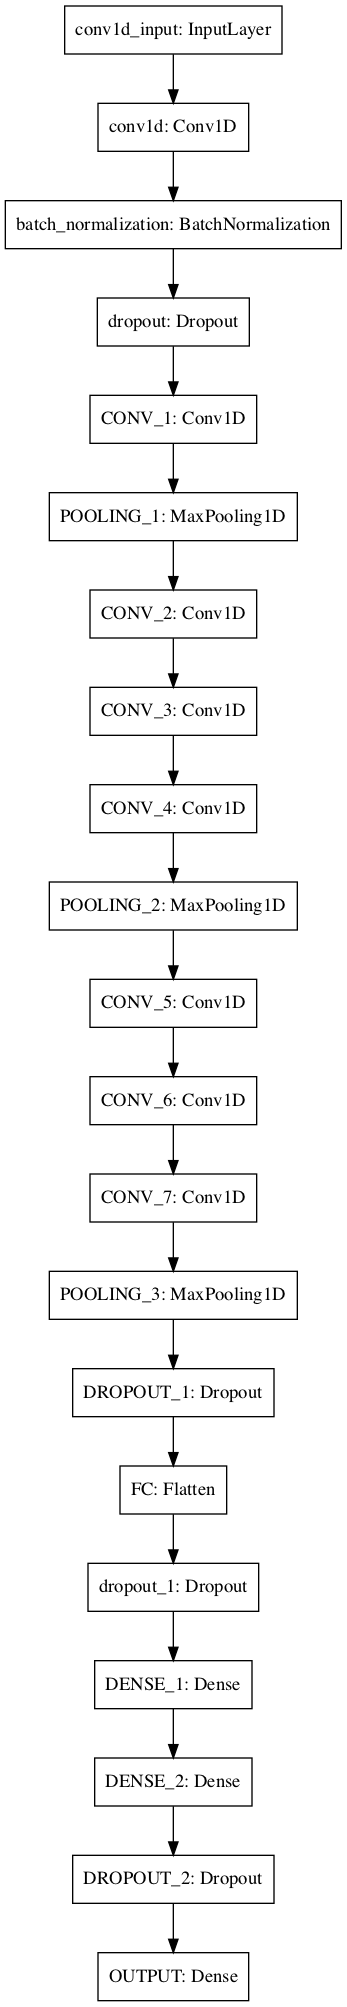 conv1d_input: InputLayer
conv1d: Conv1D
batch_normalization: BatchNormalization
dropout: Dropout
CONV_1: Conv1D
POOLING_1: MaxPooling1D
CONV_2: Conv1D
CONV_3: Conv1D
CONV_4: Conv1D
POOLING_2: MaxPooling1D
CONV_5: Conv1D
CONV_6: Conv1D
CONV_7: Conv1D
POOLING_3: MaxPooling1D
DROPOUT_1: Dropout
FC: Flatten
dropout_1: Dropout
DENSE_1: Dense
DENSE_2: Dense
DROPOUT_2: Dropout
OUTPUT: Dense